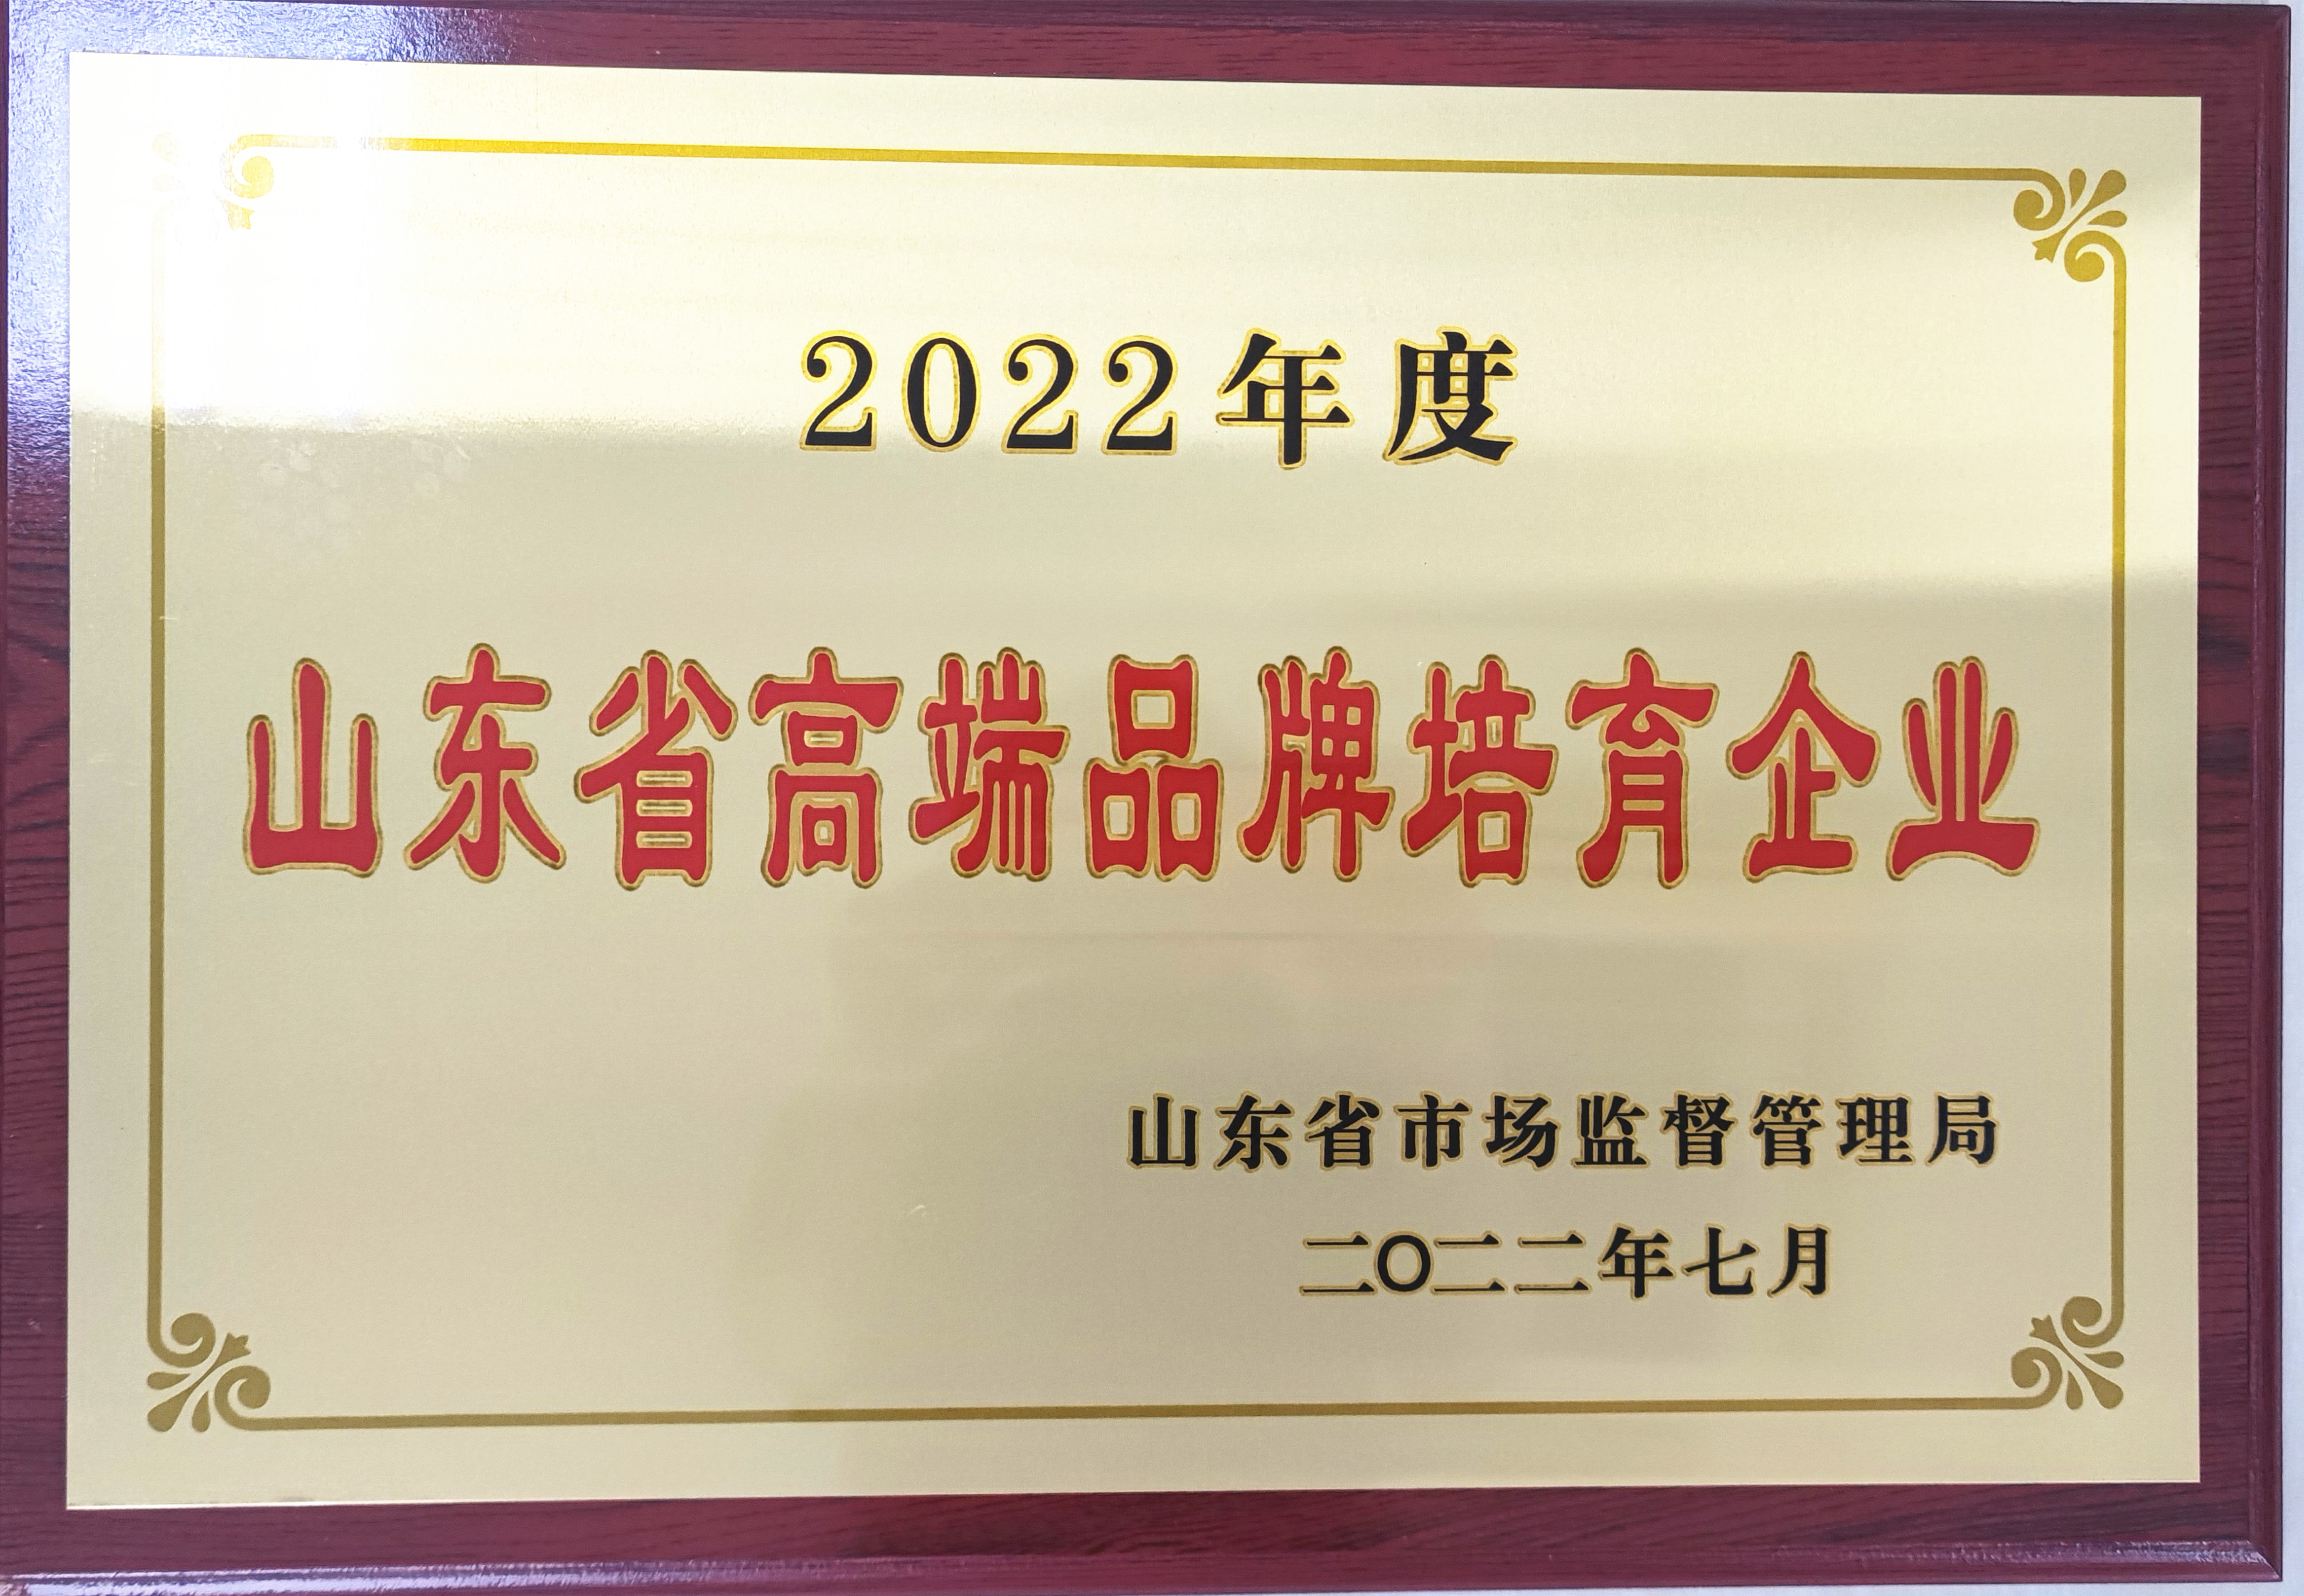 2022年度
山东省高端品牌培育企业
山东省市场监督管理局
二〇二二年七月